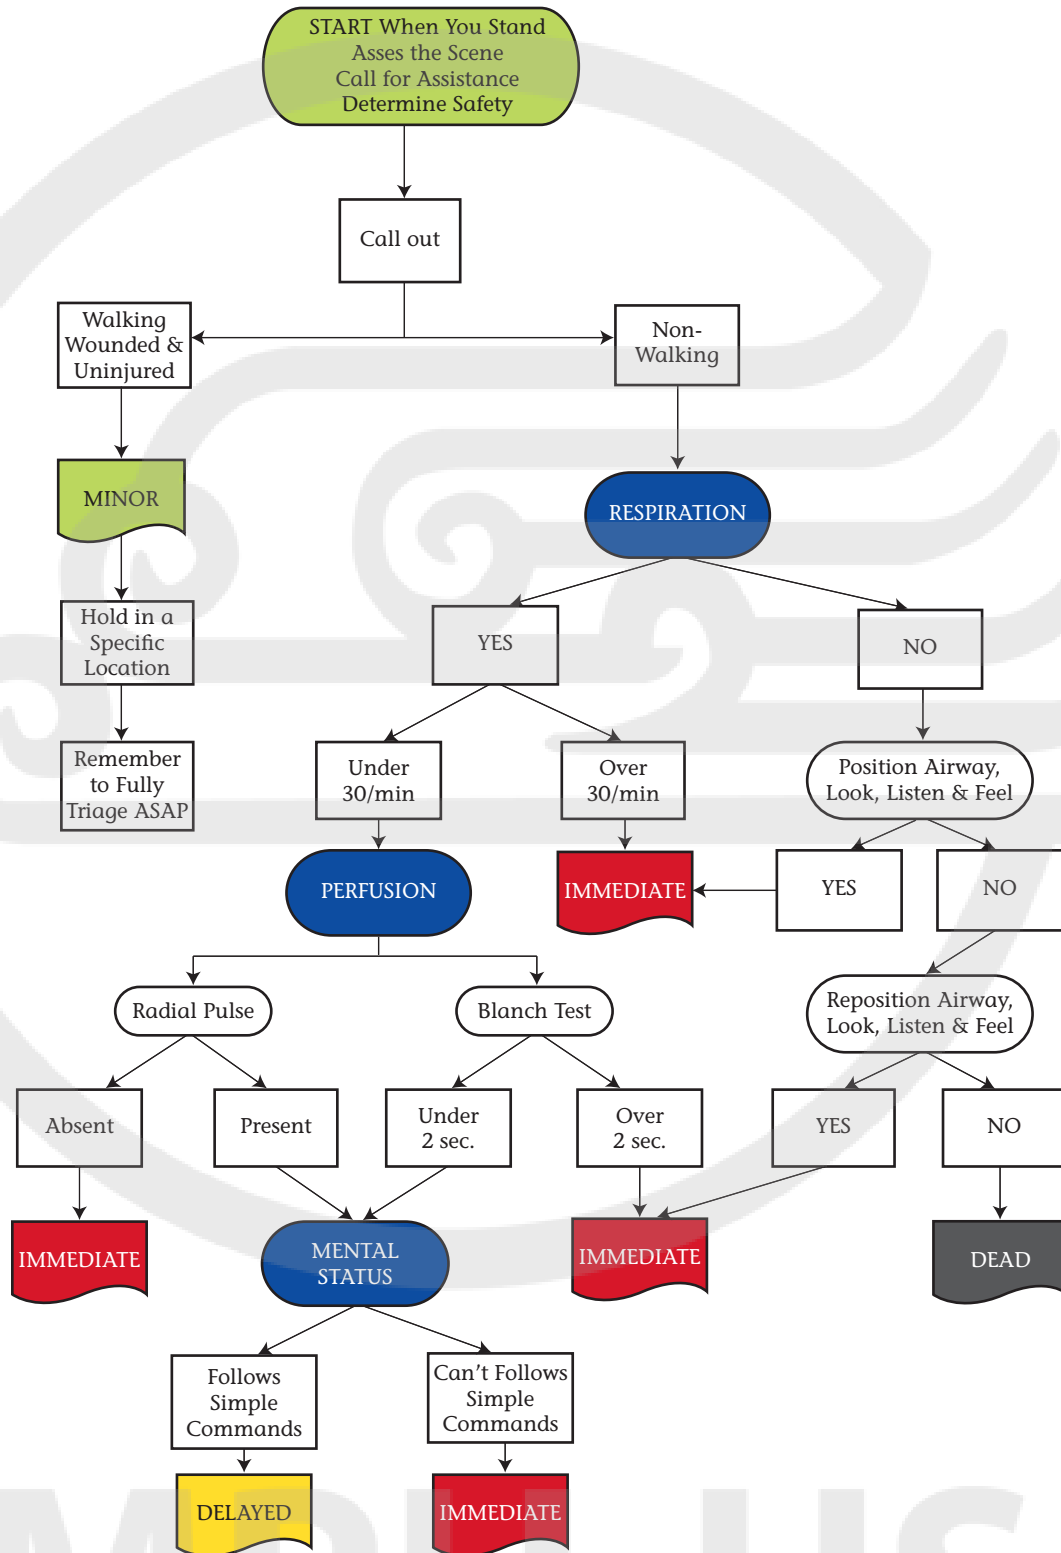 START When You Stand
Asses the Scene
Call for Assistance
Determine Safety
Call out
Walking
Wounded &
Uninjured
Non-
Walking
MINOR
RESPIRATION
Hold in a
Specific
Location
YES
NO
Remember
to Fully
Triage ASAP
Under
30/min
Over
30/min
Position Airway,
Look, Listen & Feel
PERFUSION
IMMEDIATE
YES
NO
Radial Pulse
Blanch Test
Reposition Airway,
Look, Listen & Feel
Absent
Present
Under
2 sec.
Over
2 sec.
YES
NO
IMMEDIATE
MENTAL
STATUS
IMMEDIATE
DEAD
Follows
Simple
Commands
Can't Follows
Simple
Commands
DELAYED
IMMEDIATE